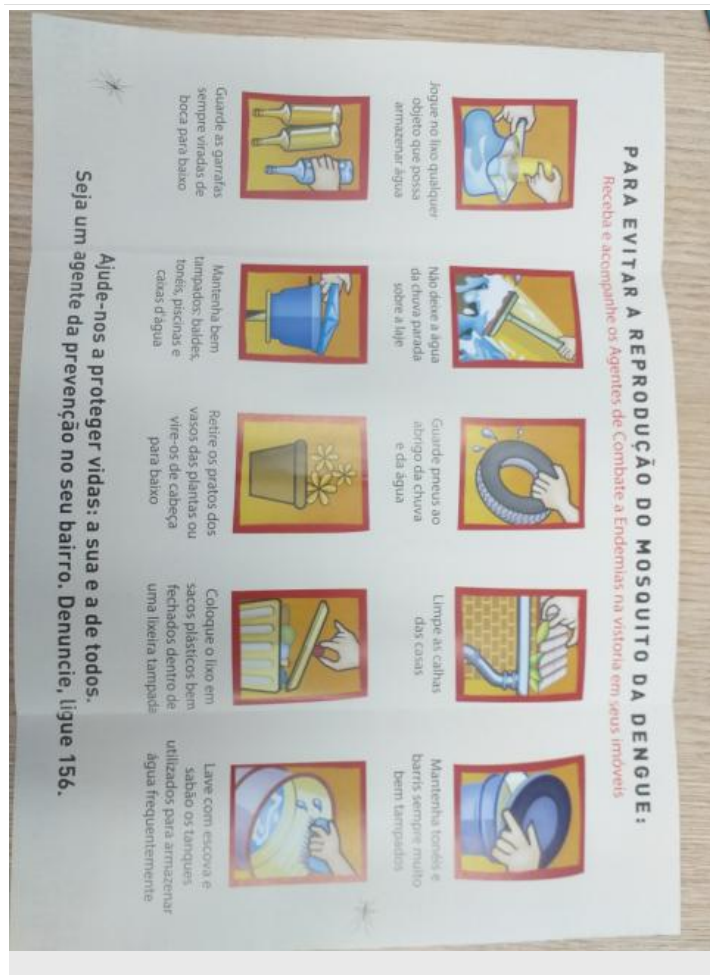 PARA EVITAR A REPRODUÇÃO DO MOSQUITO DA DENGUE:
Receba e acompanhe os Agentes de Combate a Endemias na vistoria em seus imóveis
Jogue no lixo qualquer
objeto que possa
armazenar água
Não deixe a água
da chuva parada
sobre a laje
Guarde pneus ao
abrigo da chuva
e da água
Limpe as calhas
das casas
Mantenha tonéis e
barris sempre muito
bem tampados
Guarde as garrafas
sempre viradas de
boca para baixo
Mantenha bem
tampados: baldes,
tonéis, piscinas e
caixas d'água
Retire os pratos dos
vasos das plantas ou
vire-os de cabeça
para baixo
Coloque o lixo em
sacos plásticos bem
fechados dentro de
uma lixeira tampada
Lave com escova e
sabão os tanques
utilizados para armazenar
água frequentemente
Ajude-nos a proteger vidas: a sua e a de todos.
Seja um agente da prevenção no seu bairro. Denuncie, ligue 156.